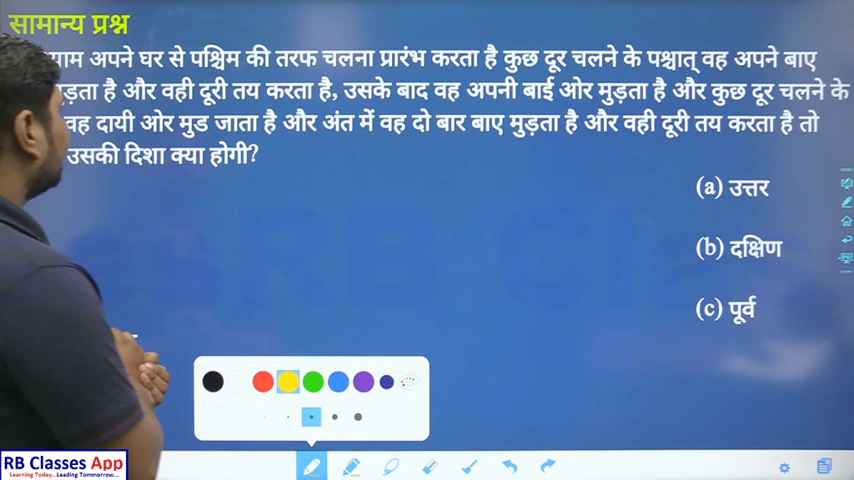 सामान्य प्रश्न
अपने घर से पश्चिम की तरफ चलना प्रारंभ करता है कुछ दूर चलने के पश्चात् वह अपने बाए
है और वही दूरी तय करता है, उसके बाद वह अपनी बाई ओर मुड़ता है और कुछ दूर चलने के
वह दायी ओर मुड जाता है और अंत में वह दो बार बाए मुड़ता है और वही दूरी तय करता है तो
उसकी दिशा क्या होगी?
(a) उत्तर
(b) दक्षिण
(c) पूर्व
RB Classes App
Learning Today...Leading Tommorrow...